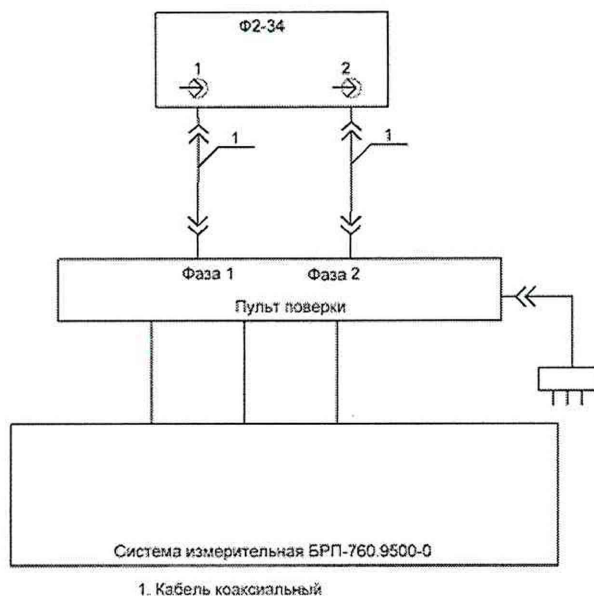 Ф2-34
1 2
1 1
Фаза 1 Фаза 2
Пульт поверки
Система измерительная БРП-760.9500-0
1. Кабель коаксиальный